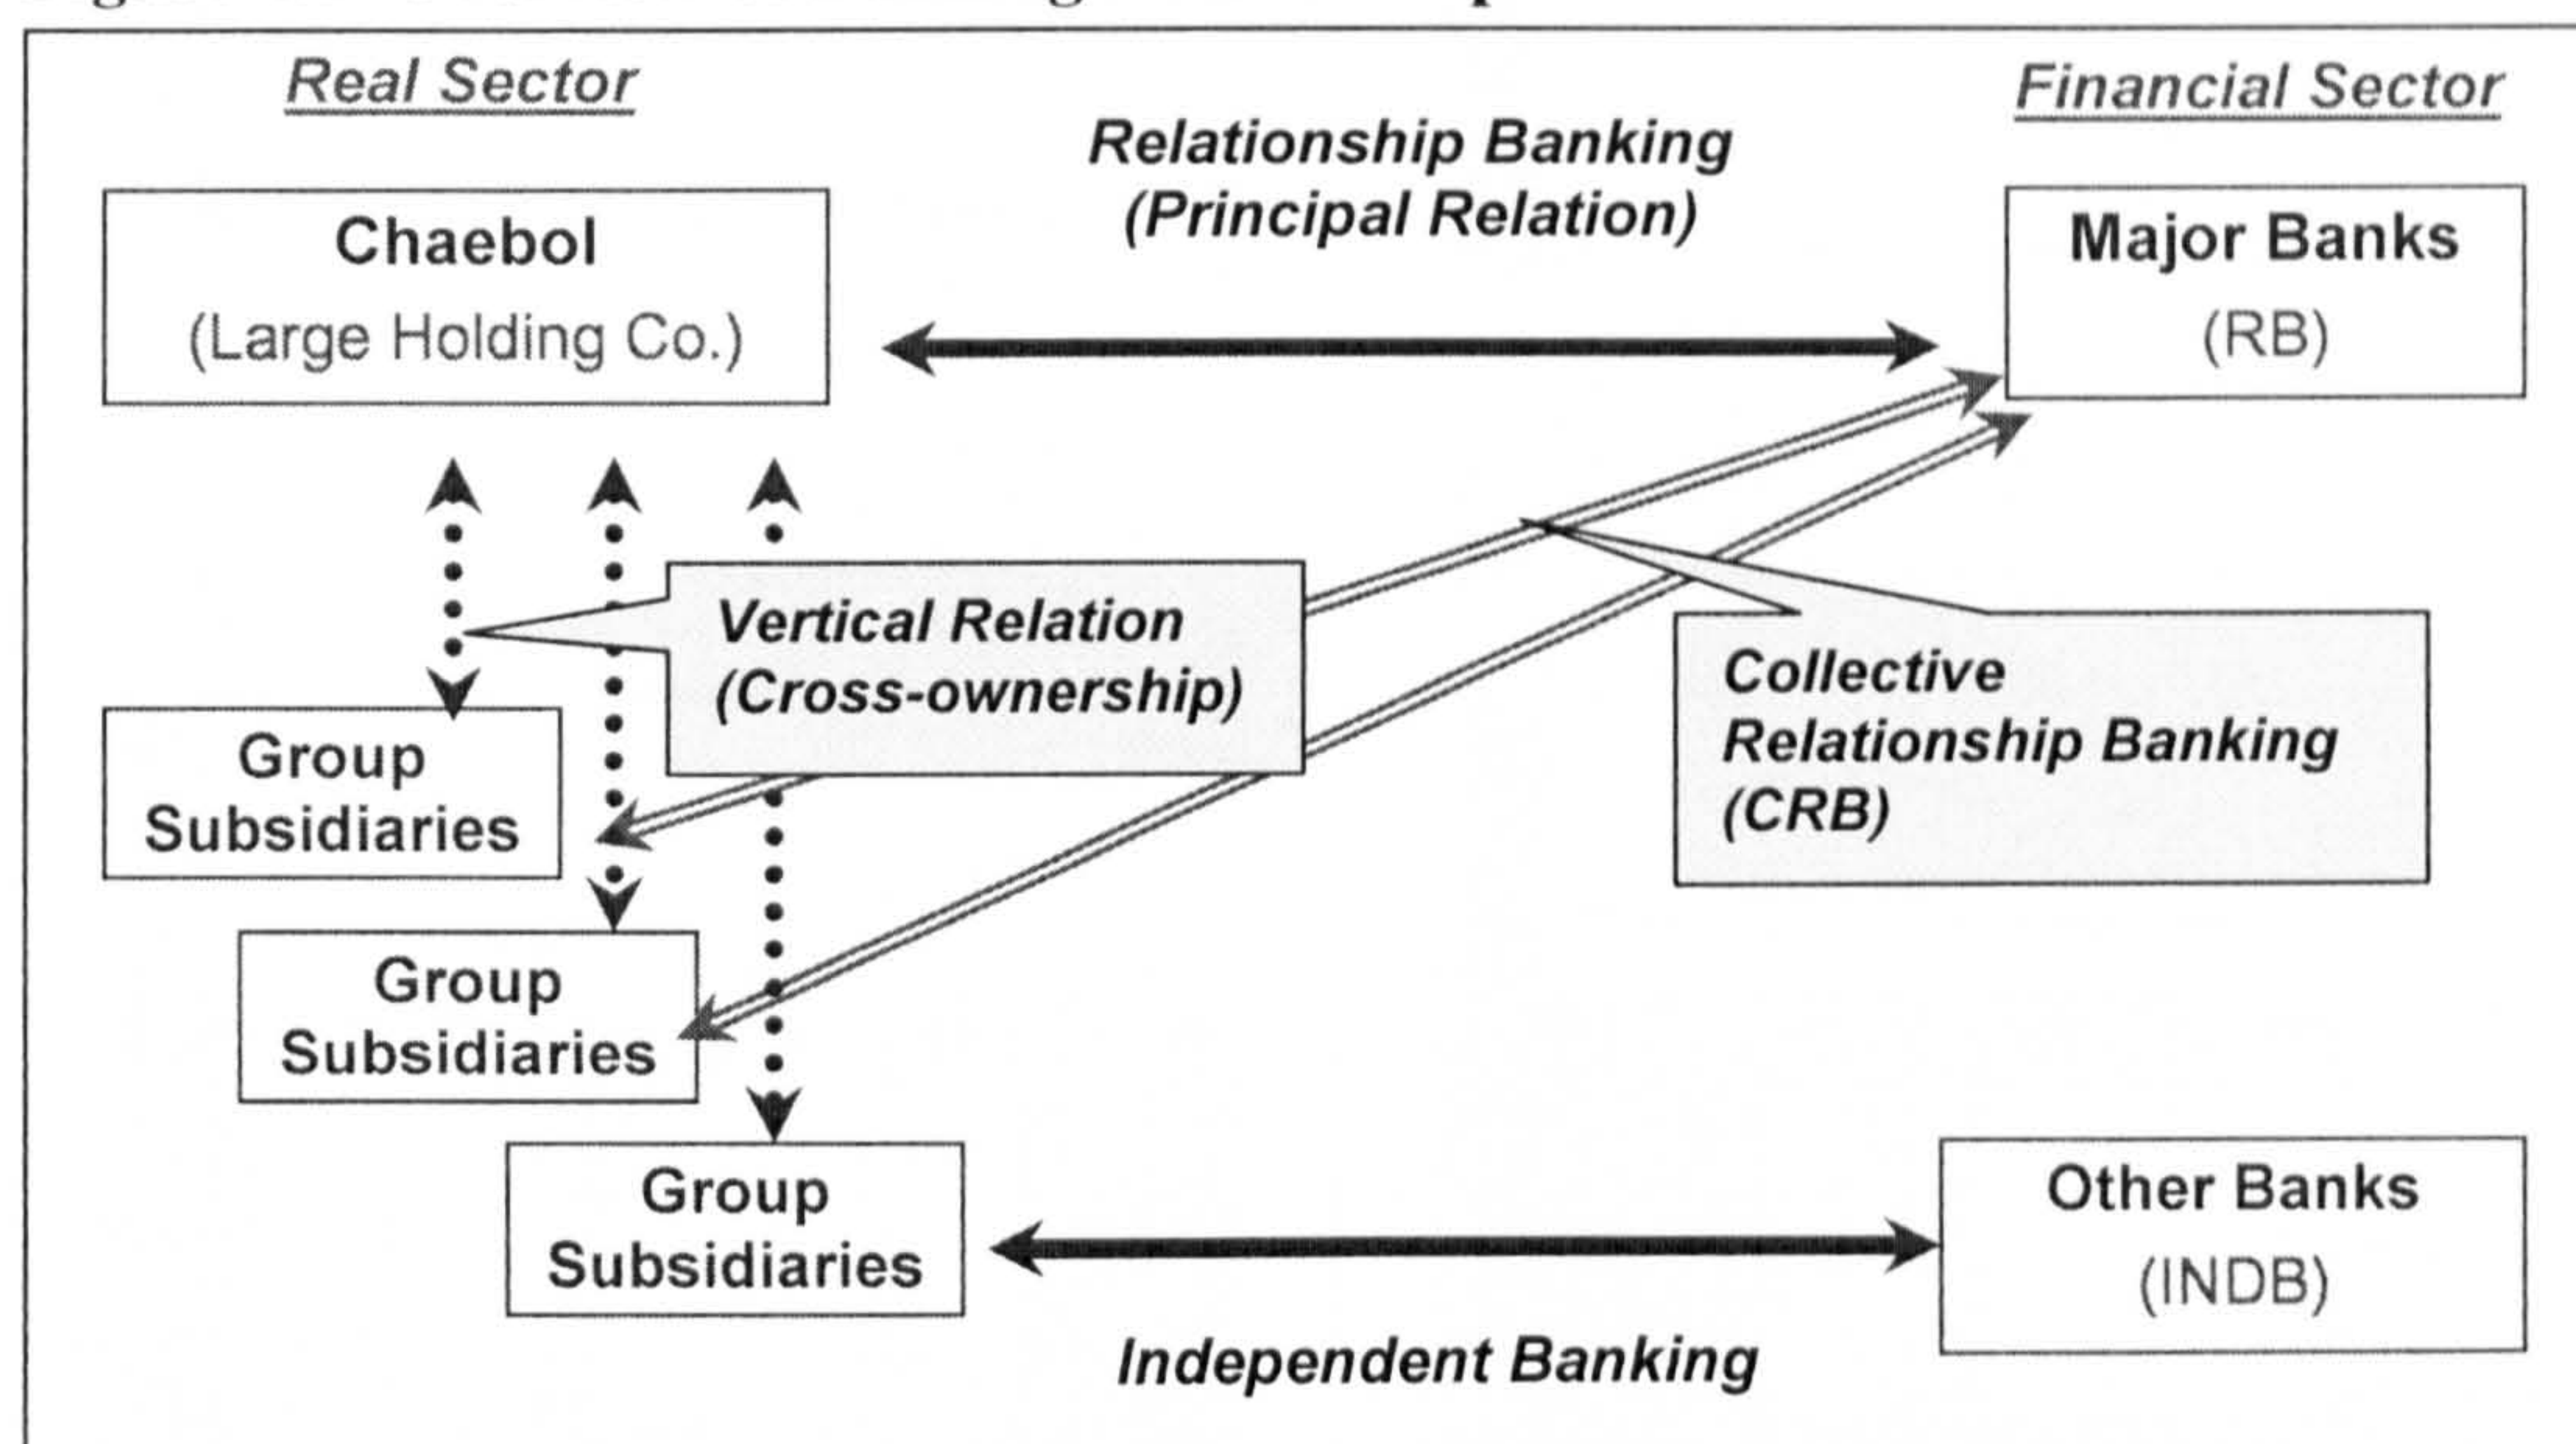 Real Sector
Financial Sector
Relationship Banking
(Principal Relation)
Chaebol
(Large Holding Co.)
Major Banks
(RB)
Vertical Relation
(Cross-ownership)
Collective
Relationship Banking
(CRB)
Group
Subsidiaries
Group
Subsidiaries
Group
Subsidiaries
Other Banks
(INDB)
Independent Banking